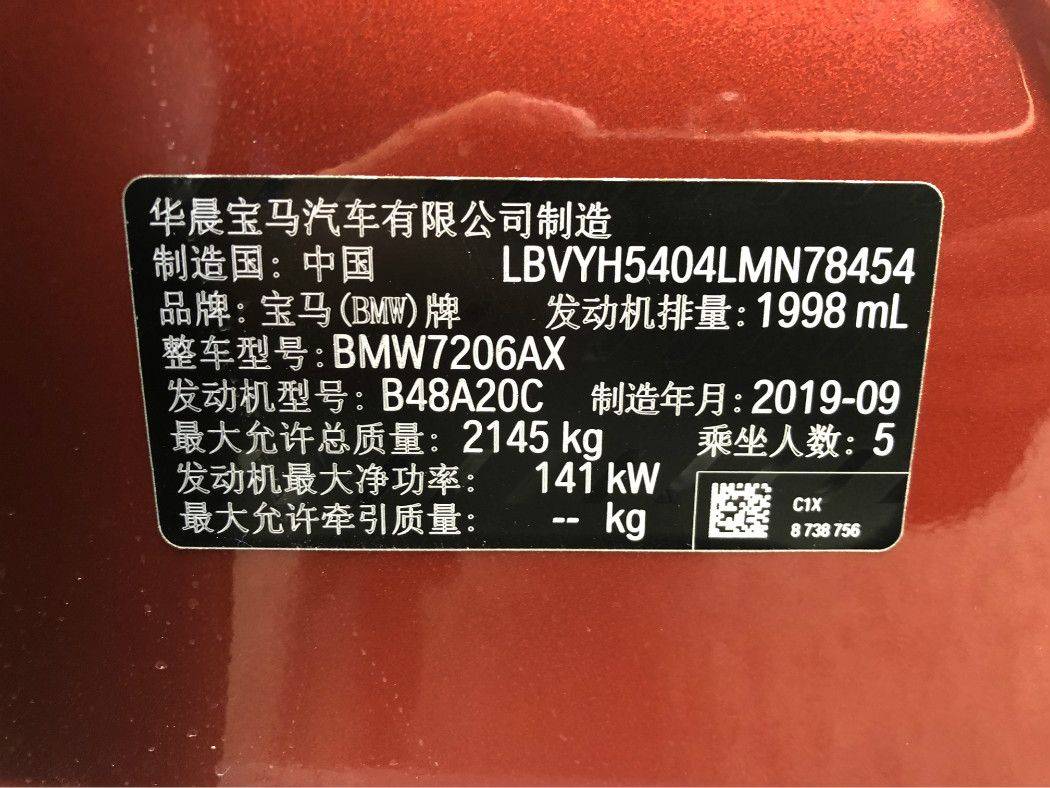 华晨宝马汽车有限公司制造
制造国：中国 LBVYH5404LMN78454
品牌：宝马(BMW)牌 发动机排量：1998 mL
整车型号：BMW7206AX
发动机型号：B48A20C 制造年月：2019-09
最大允许总质量：2145 kg 乘坐人数：5
发动机最大净功率：141 kW
最大允许牵引质量：-- kg
C1X
8 738 756